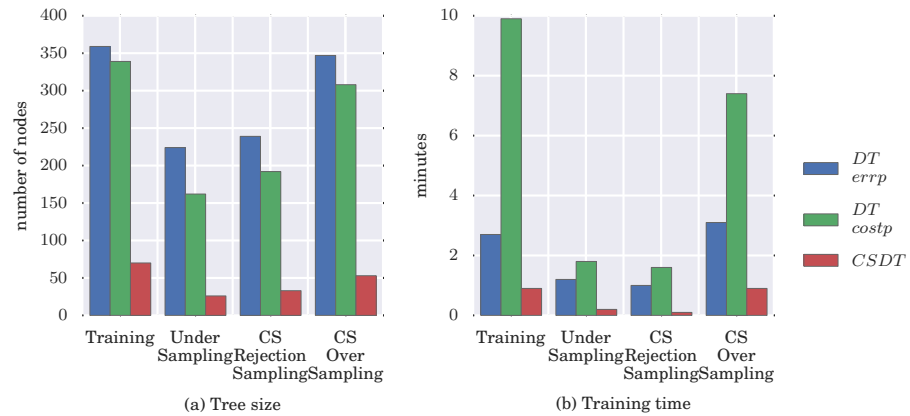 400
350
300
250
200
150
100
50
0
number of nodes
Training
Under
Sampling
CS
Rejection
Sampling
CS
Over
Sampling
(a) Tree size
10
8
6
4
2
0
minutes
Training
Under
Sampling
CS
Rejection
Sampling
CS
Over
Sampling
(b) Training time
DT
errp
DT
costp
CSDT